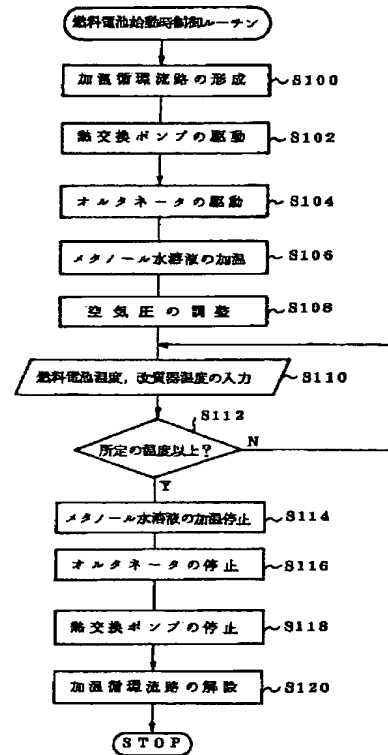 燃料電池始動時制御ルーチン
加温循環流路の形成
S100
熱交換ポンプの駆動
S102
オルタネータの駆動
S104
メタノール水溶液の加温
S106
空気圧の調整
S108
燃料電池温度,改質器温度の入力
S110
S112
所定の温度以上?
N
Y
メタノール水溶液の加温停止
S114
オルタネータの停止
S116
熱交換ポンプの停止
S118
加温循環流路の解除
S120
STOP